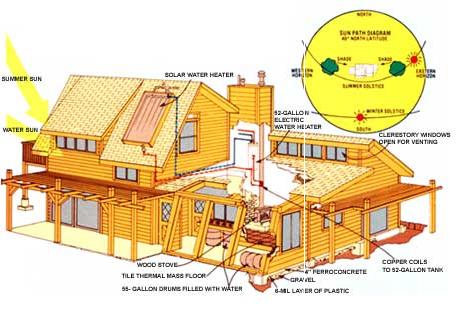 NORTH
SUN PATH DIAGRAM
40° NORTH LATITUDE
SHADE
SHADE
WESTERN
HORIZON
EASTERN
HORIZON
SUMMER SOLSTICE
WINTER SOLSTICE
SOUTH
SUMMER SUN
SOLAR WATER HEATER
52-GALLON
ELECTRIC
WATER HEATER
WATER SUN
CLERESTORY WINDOWS
OPEN FOR VENTING
WOOD STOVE
TILE THERMAL MASS FLOOR
55- GALLON DRUMS FILLED WITH WATER
4" FERROCONCRETE
GRAVEL
6-MIL LAYER OF PLASTIC
COPPER COILS
TO 52-GALLON TANK